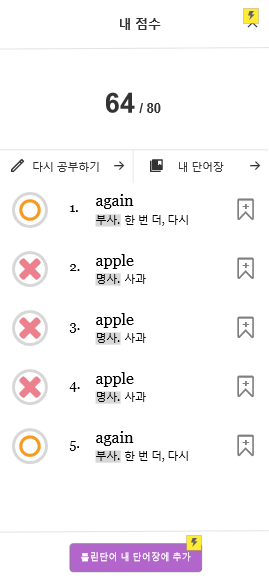 내 점수
64 / 80
다시 공부하기 → 내 단어장 →
1. again
부사. 한 번 더, 다시
2. apple
명사. 사과
3. apple
명사. 사과
4. apple
명사. 사과
5. again
부사. 한 번 더, 다시
틀린단어 내 단어장에 추가